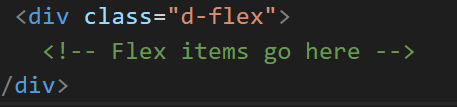 <div class="d-flex">
<!-- Flex items go here -->
/div>